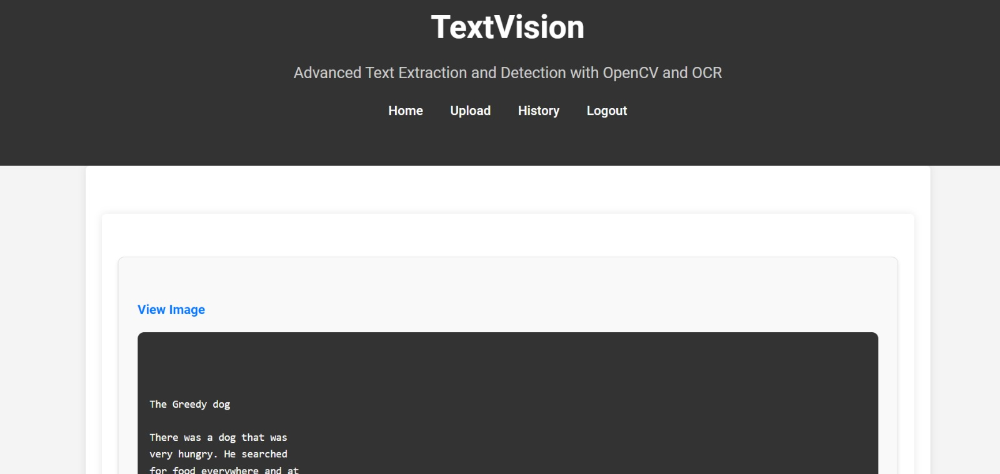 TextVision
Advanced Text Extraction and Detection with OpenCV and OCR
Home Upload History Logout
View Image
The Greedy dog
There was a dog that was
very hungry. He searched
for food everywhere and at